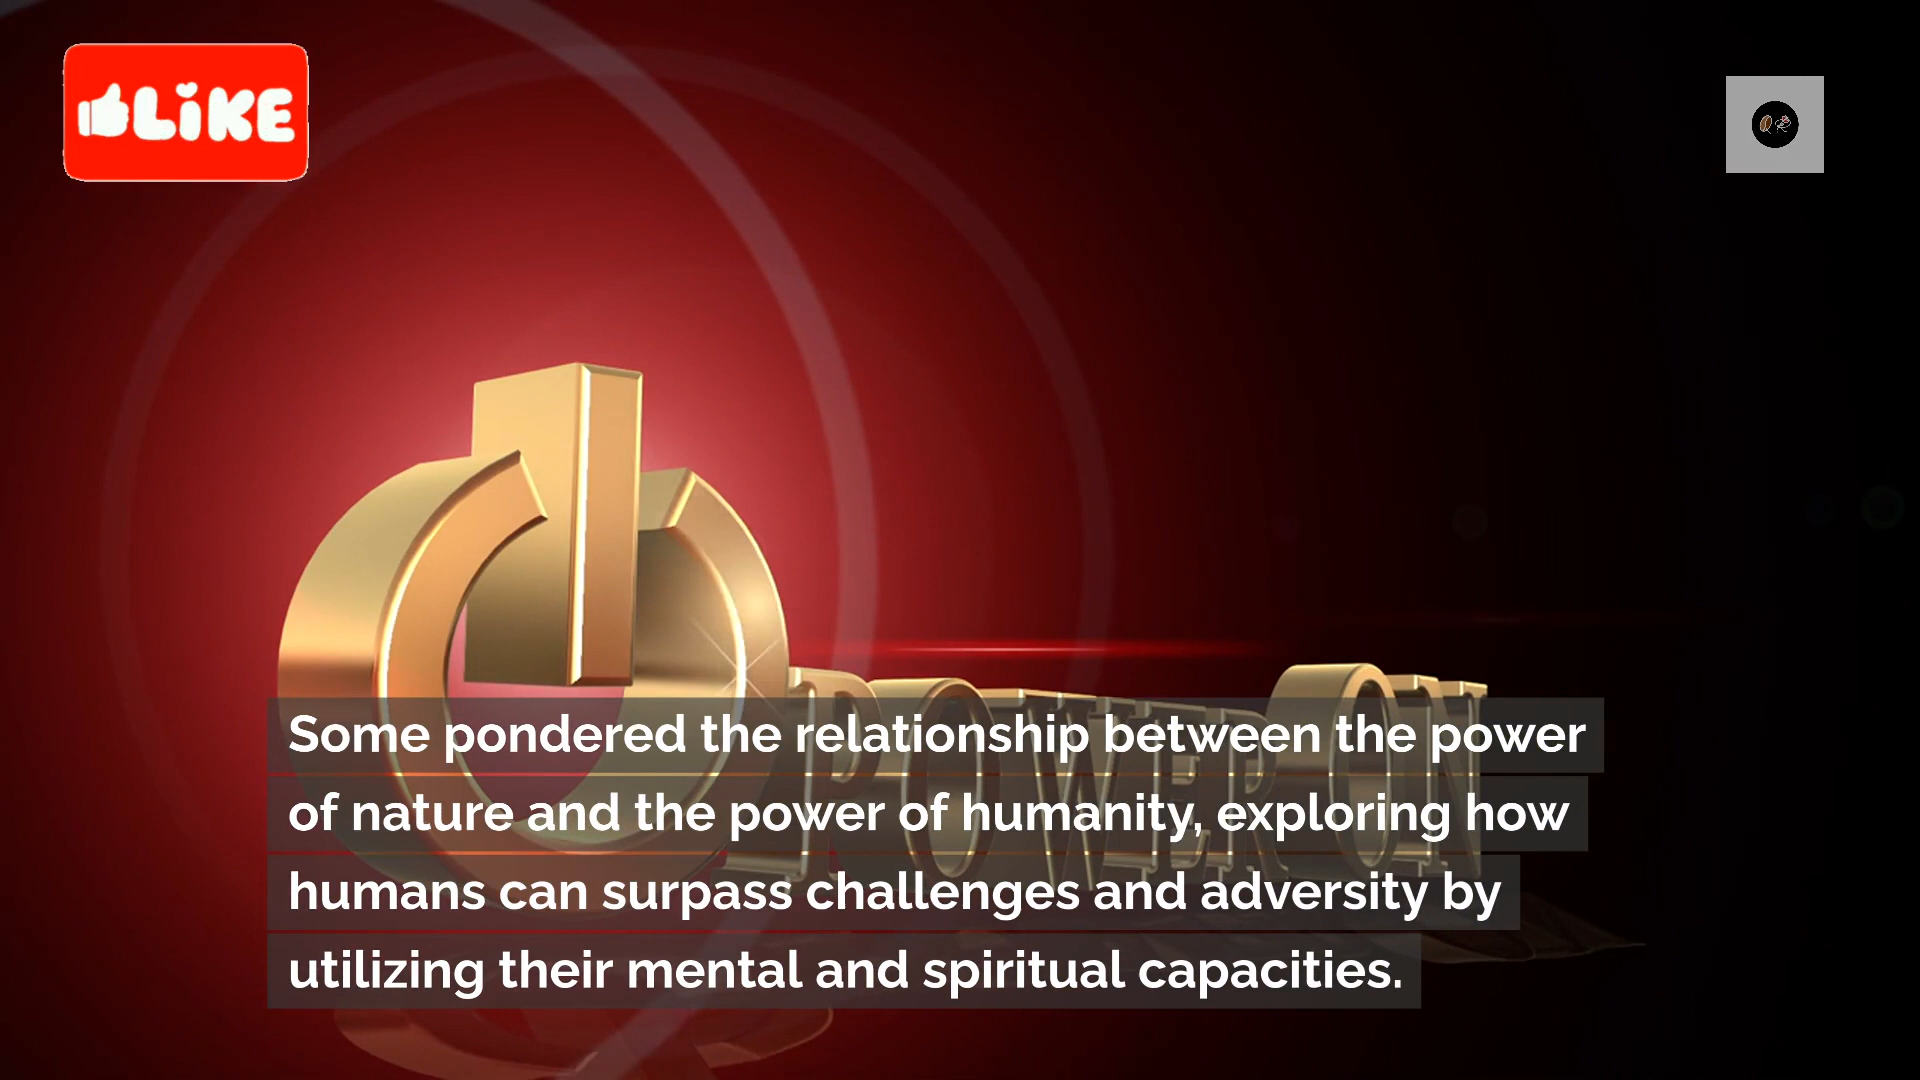 LiKE
POWER ON
Some pondered the relationship between the power
of nature and the power of humanity, exploring how
humans can surpass challenges and adversity by
utilizing their mental and spiritual capacities.